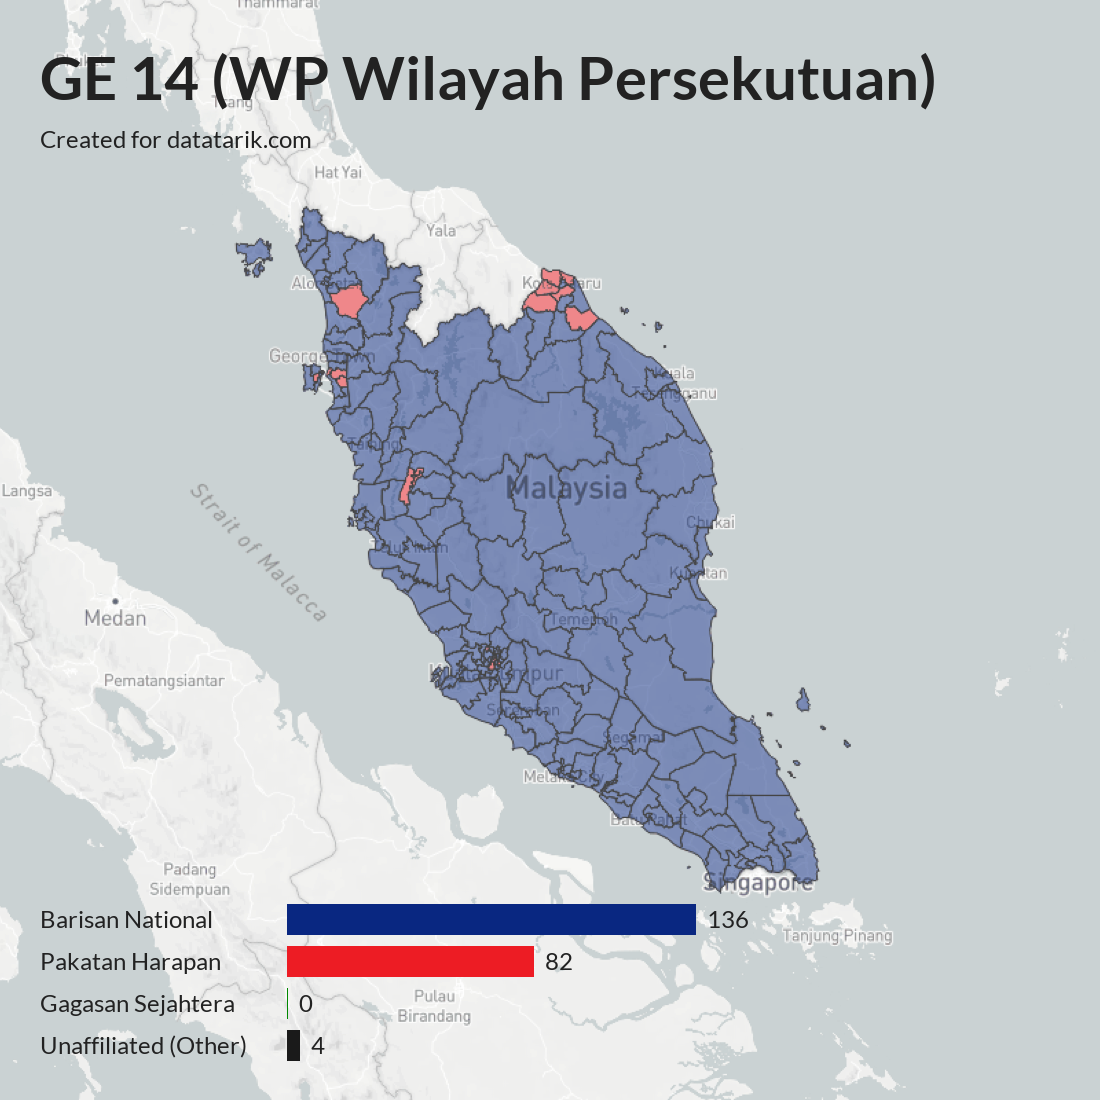 Thammarat
GE 14 (WP Wilayah Persekutuan)
Trang
Created for datatarik.com
Hat Yai
Yala
Kota Bharu
George Town
Kuala
Terengganu
Taiping
Malaysia
Langsa
Strait of Malacca
Chukai
Teluk Intan
Kuantan
Medan
Temerloh
Kuala Lumpur
Pematangsiantar
Seremban
Segamat
Melaka City
Batu Pahat
Padang
Sidempuan
Singapore
Barisan National 136
Tanjung Pinang
Pakatan Harapan 82
Gagasan Sejahtera 0
Pulau
Birandang
Unaffiliated (Other) 4